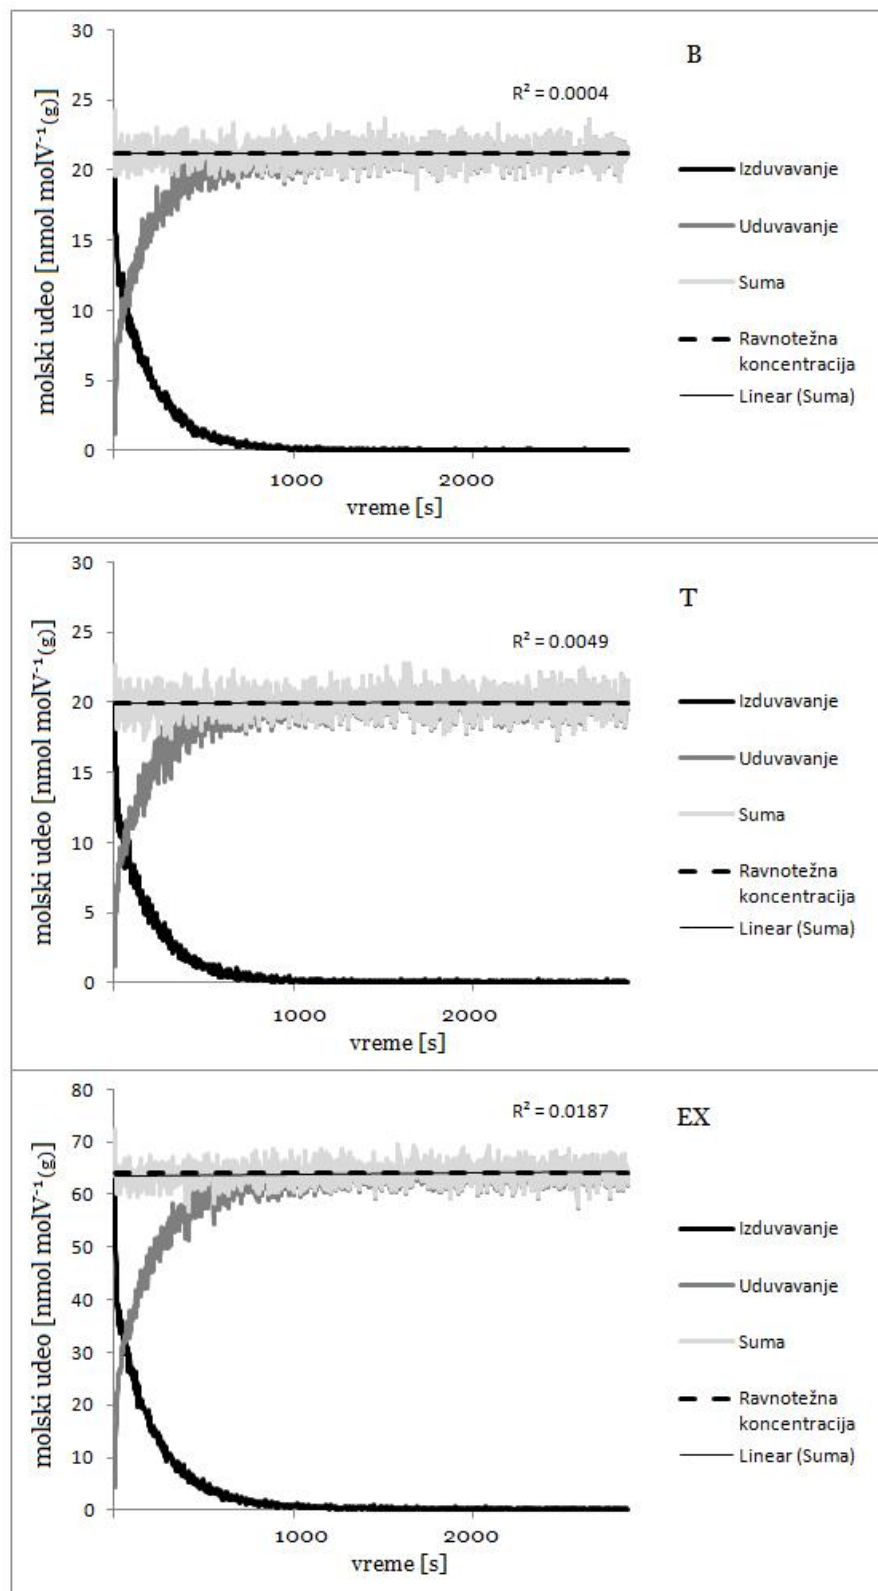 30
B
R² = 0.0004
25
20
15
10
5
0
molski udeo [nmol molV⁻¹(g)]
1000
2000
vreme [s]
Izduvavanje
Uduvavanje
Suma
Ravnotežna
koncentracija
Linear (Suma)
30
T
R² = 0.0049
25
20
15
10
5
0
molski udeo [nmol molV⁻¹(g)]
1000
2000
vreme [s]
Izduvavanje
Uduvavanje
Suma
Ravnotežna
koncentracija
Linear (Suma)
80
EX
R² = 0.0187
70
60
50
40
30
20
10
0
molski udeo [nmol molV⁻¹(g)]
1000
2000
vreme [s]
Izduvavanje
Uduvavanje
Suma
Ravnotežna
koncentracija
Linear (Suma)